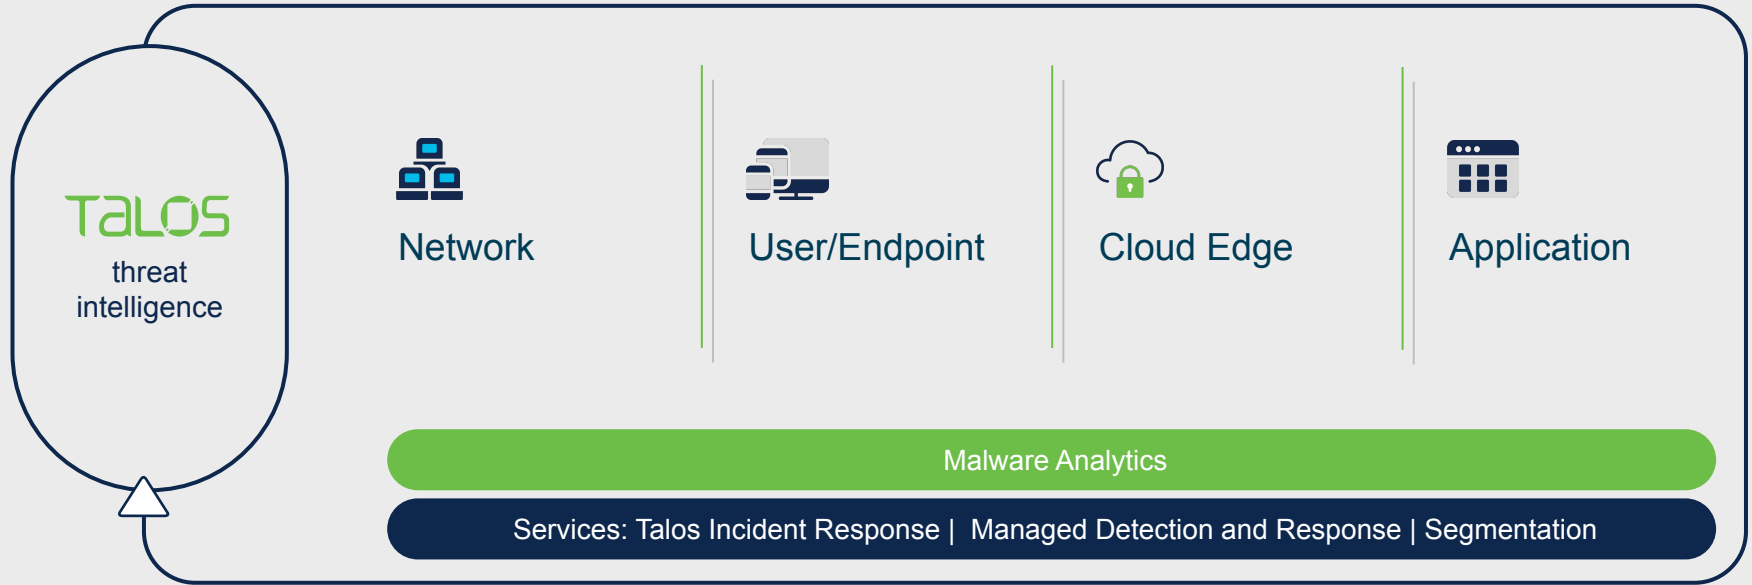 TALOS
threat
intelligence
Network
User/Endpoint
Cloud Edge
Application
Malware Analytics
Services: Talos Incident Response | Managed Detection and Response | Segmentation